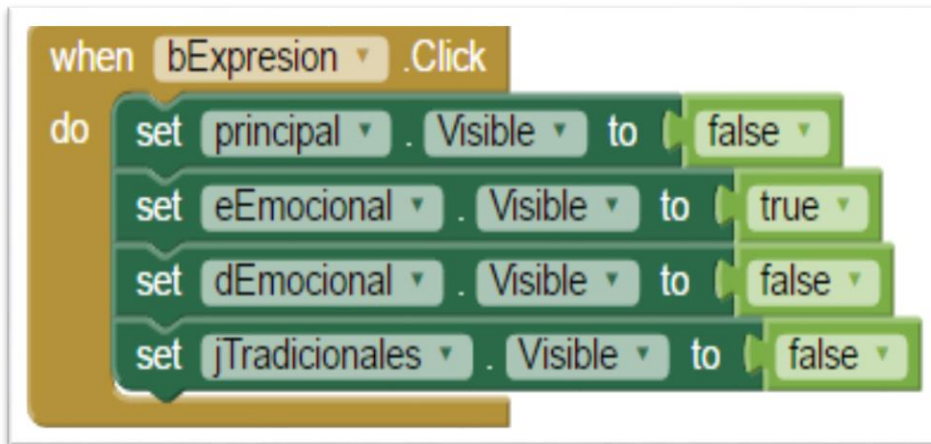 when bExpresion .Click
do set principal . Visible to false
set eEmocional . Visible to true
set dEmocional . Visible to false
set jTradicionales . Visible to false